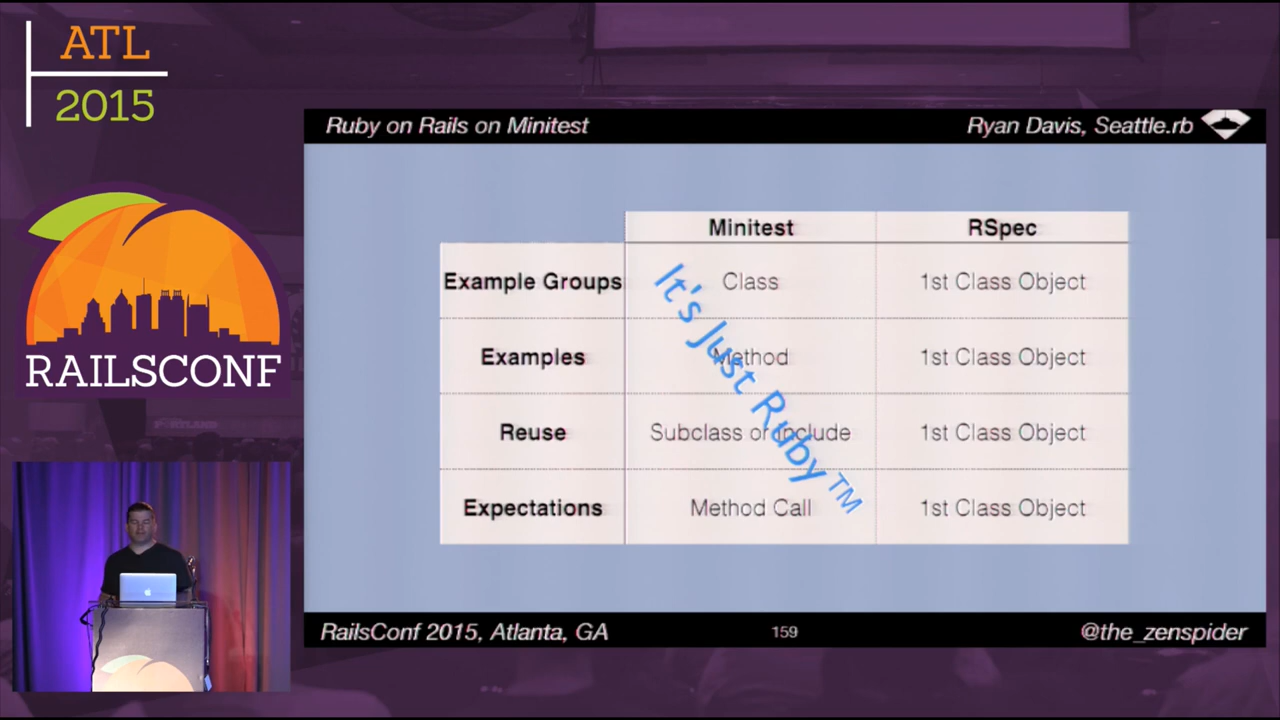 ATL
2015
RAILSCONF
Ruby on Rails on Minitest
Ryan Davis, Seattle.rb
Minitest
RSpec
Example Groups
Class
1st Class Object
Examples
Method
1st Class Object
Reuse
Subclass or Include
1st Class Object
Expectations
Method Call
1st Class Object
It's Just Ruby™
RailsConf 2015, Atlanta, GA
159
@the_zenspider